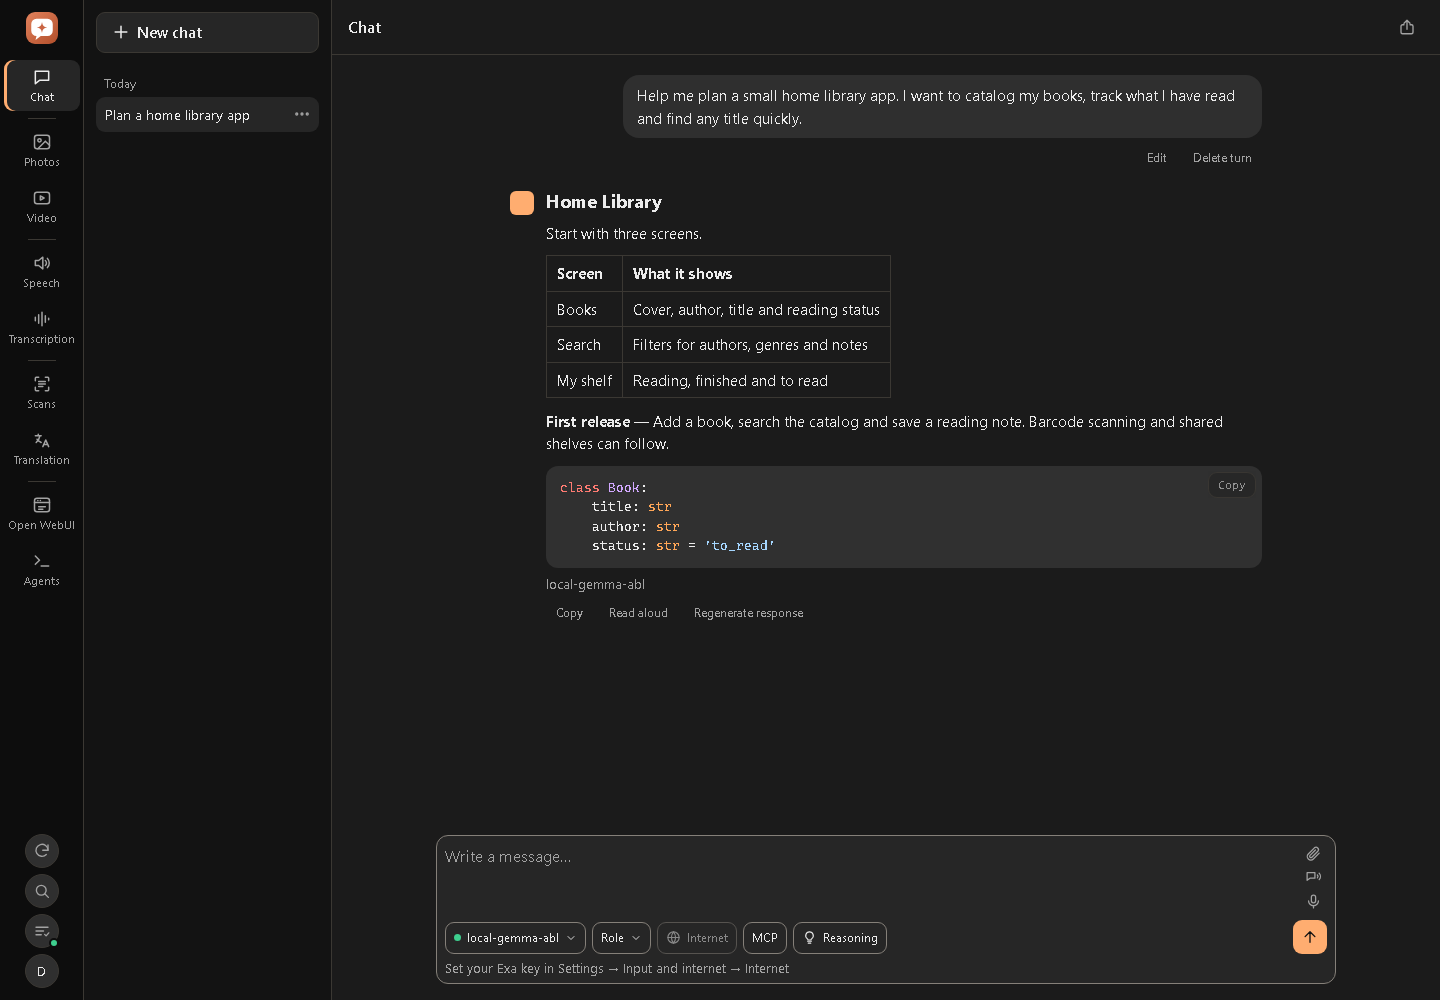 Chat
Photos
Video
Speech
Transcription
Scans
Translation
Open WebUI
Agents
D
New chat
Today
Plan a home library app
Chat
Help me plan a small home library app. I want to catalog my books, track what I have read
and find any title quickly.
Edit Delete turn
Home Library
Start with three screens.
Screen What it shows
Books Cover, author, title and reading status
Search Filters for authors, genres and notes
My shelf Reading, finished and to read
First release — Add a book, search the catalog and save a reading note. Barcode scanning and shared
shelves can follow.
Copy
class Book:
    title: str
    author: str
    status: str = 'to_read'
local-gemma-abl
Copy Read aloud Regenerate response
Write a message...
local-gemma-abl Role Internet MCP Reasoning
Set your Exa key in Settings → Input and internet → Internet